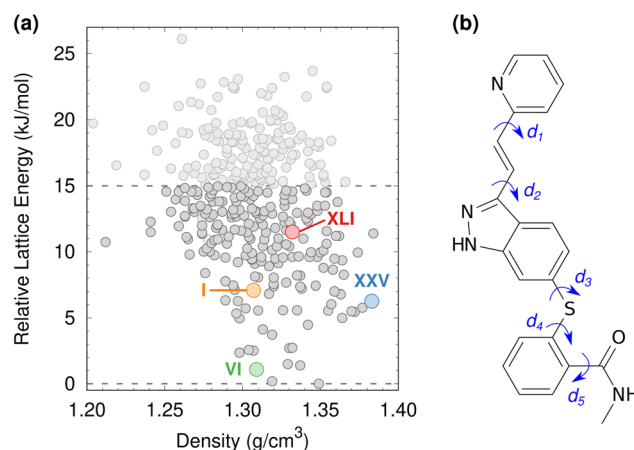 (a)
Relative Lattice Energy (kJ/mol)
25
20
15
10
5
0
XLI
XXV
I
VI
1.20
1.25
1.30
1.35
1.40
Density (g/cm³)
(b)
N
d₁
d₂
N
HN
d₃
S
d₄
O
d₅
NH